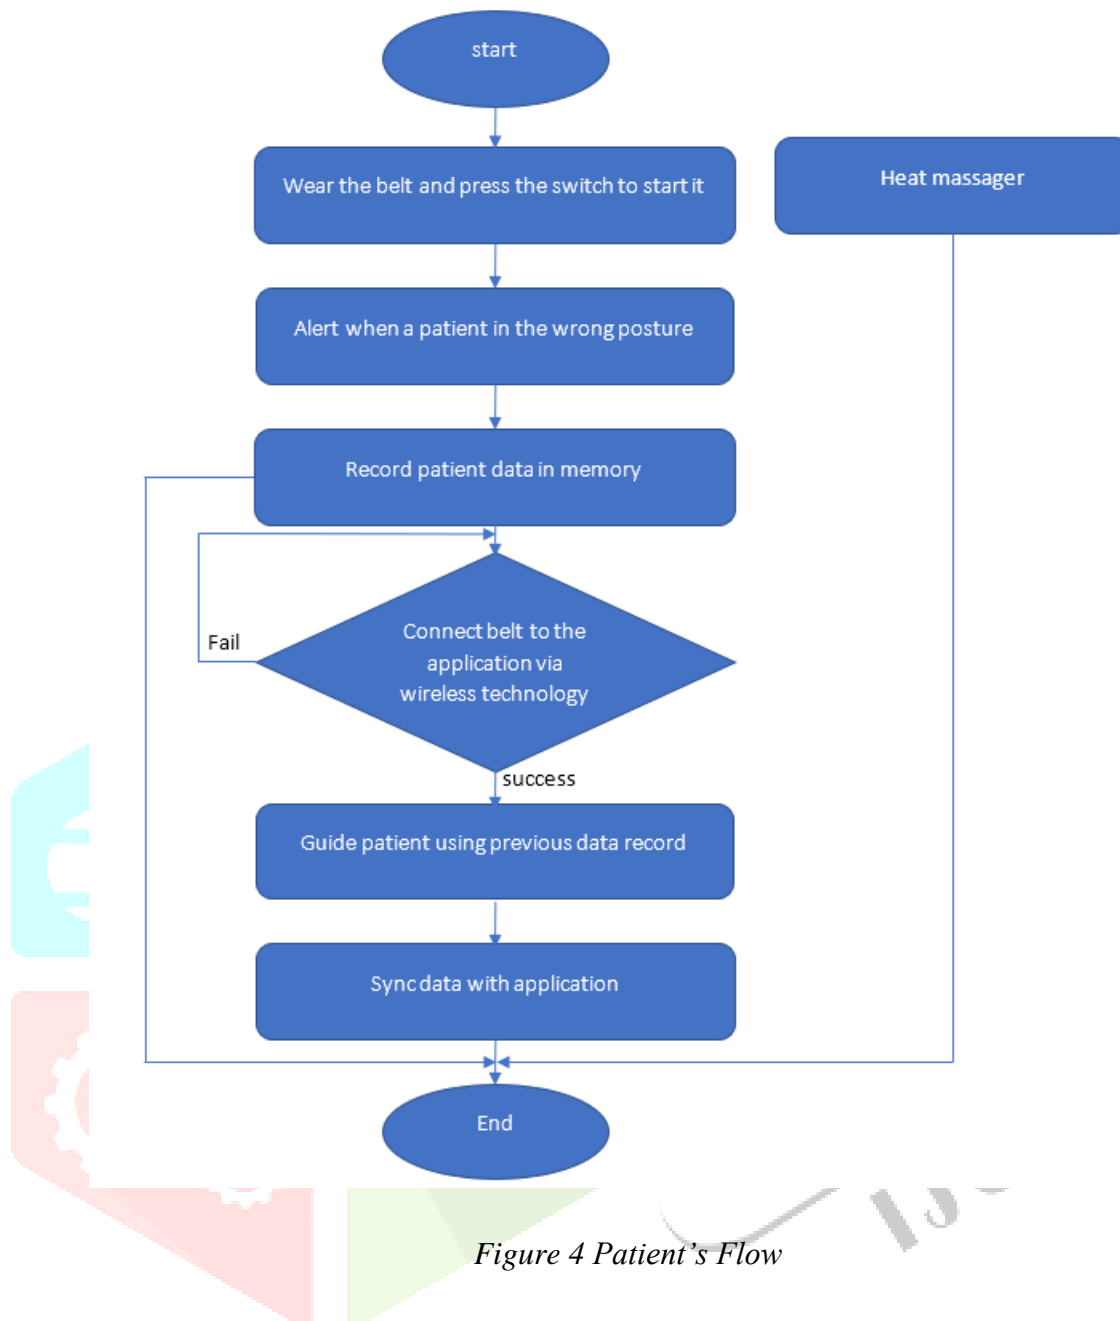 start
Wear the belt and press the switch to start it
Heat massager
Alert when a patient in the wrong posture
Record patient data in memory
Fail
Connect belt to the
application via
wireless technology
success
Guide patient using previous data record
Sync data with application
End
Figure 4 Patient’s Flow